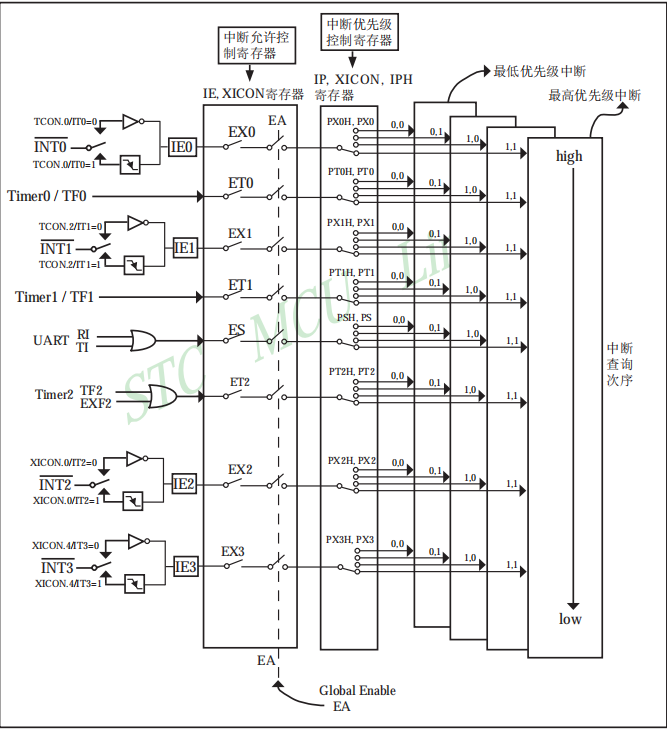 中断允许控
制寄存器
中断优先级
控制寄存器
最低优先级中断
最高优先级中断
IE, XICON寄存器
IP, XICON, IPH
寄存器
EA
TCON.0/IT0=0
INT0
TCON.0/IT0=1
IE0
EX0
PX0H, PX0
0,0
0,1
1,0
1,1
high
Timer0 / TF0
ET0
PT0H, PT0
0,0
0,1
1,0
1,1
TCON.2/IT1=0
INT1
TCON.2/IT1=1
IE1
EX1
PX1H, PX1
0,0
0,1
1,0
1,1
Timer1 / TF1
ET1
PT1H, PT1
0,0
0,1
1,0
1,1
UART
RI
TI
ES
PSH, PS
0,0
0,1
1,0
1,1
Timer2
TF2
EXF2
ET2
PT2H, PT2
0,0
0,1
1,0
1,1
中断
查询
次序
XICON.0/IT2=0
INT2
XICON.0/IT2=1
IE2
EX2
PX2H, PX2
0,0
0,1
1,0
1,1
XICON.4/IT3=0
INT3
XICON.4/IT3=1
IE3
EX3
PX3H, PX3
0,0
0,1
1,0
1,1
low
EA
Global Enable
EA
STC MCU